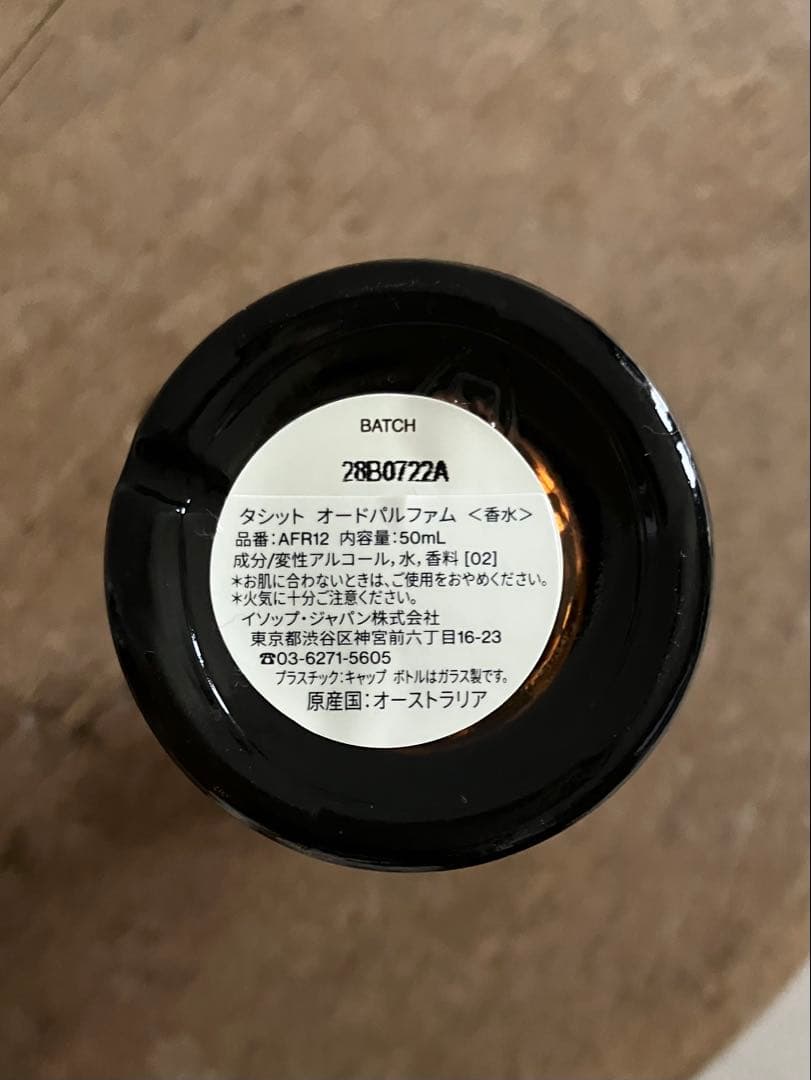 BATCH
28B0722A
タシット オードパルファム ＜香水＞
品番：AFR12 内容量：50mL
成分/変性アルコール，水，香料 [02]
＊お肌に合わないときは、ご使用をおやめください。
＊火気に十分ご注意ください。
イソップ・ジャパン株式会社
東京都渋谷区神宮前六丁目16-23
☎03-6271-5605
プラスチック：キャップ ボトルはガラス製です。
原産国：オーストラリア